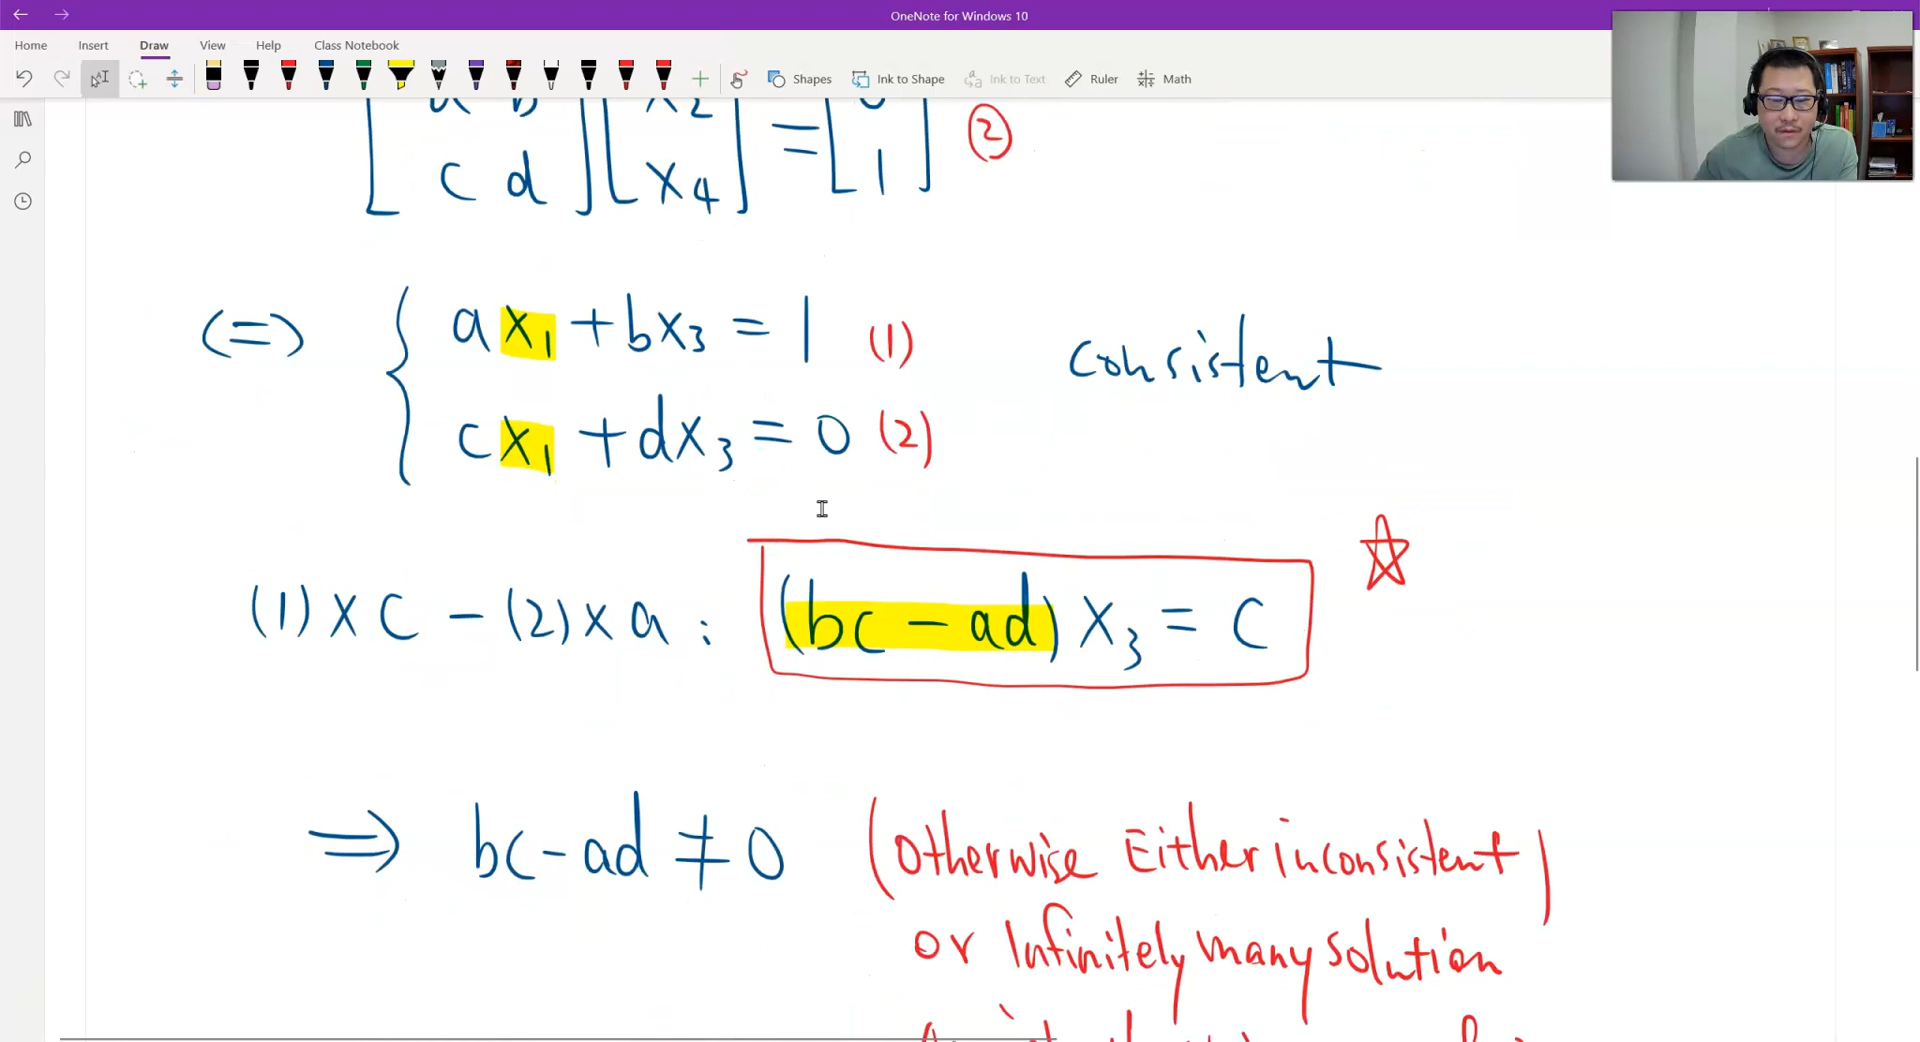 OneNote for Windows 10
Home Insert Draw View Help Class Notebook
Shapes Ink to Shape Ink to Text Ruler Math
[a b] [x2] = [0] ②
[c d] [x4] [1]
(=) { a x1 + b x3 = 1 (1)
consistent
c x1 + d x3 = 0 (2)
(1) x c - (2) x a : (bc - ad) x3 = c ☆
⇒ bc - ad ≠ 0 (Otherwise Either inconsistent)
or Infinitely many solution